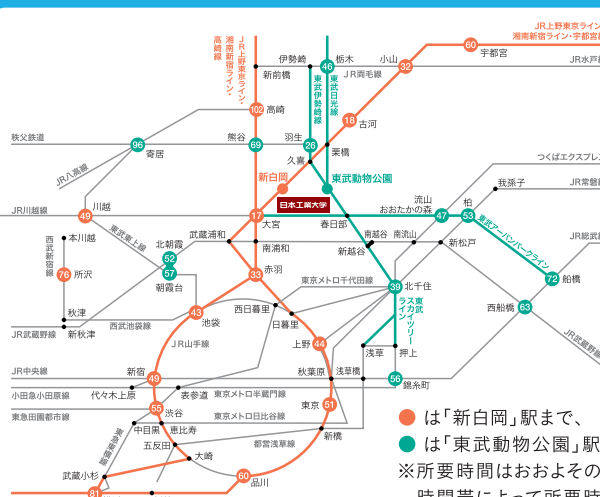 JR上野東京ライン
湘南新宿ライン・宇都宮線
60
宇都宮
JR上野東京ライン・
湘南新宿ライン・
高崎線
伊勢崎
栃木
小山
46
32
JR水戸線
新前橋
JR両毛線
東武伊勢崎線
東武日光線
102
高崎
18
古河
秩父鉄道
96
寄居
熊谷
69
羽生
26
栗橋
久喜
JR八高線
つくばエクスプレス
新白岡
東武動物公園
我孫子
JR常磐線
日本工業大学
流山
おおたかの森
柏
JR川越線
川越
49
17
大宮
春日部
47
53
東武東上線
西武新宿線
本川越
武蔵浦和
南浦和
新越谷
南越谷
南流山
新松戸
東武アーバンパークライン
JR総武線
北朝霞
52
57
朝霞台
76
所沢
33
赤羽
東京メトロ千代田線
39
北千住
72
船橋
秋津
新秋津
43
池袋
西日暮里
日暮里
東武
スカイツリー
ライン
西船橋
63
JR武蔵野線
西武池袋線
JR山手線
上野
44
浅草
押上
JR武蔵野線
JR中央線
新宿
49
秋葉原
浅草橋
56
錦糸町
小田急小田原線
代々木上原
表参道
東京メトロ半蔵門線
東京
51
東急田園都市線
55
渋谷
東京メトロ日比谷線
中目黒
恵比寿
新橋
東急東横線
五反田
都営浅草線
大崎
武蔵小杉
60
品川
81
は「新白岡」駅まで、
は「東武動物公園」駅
※所要時間はおおよその
時間帯によって所要時